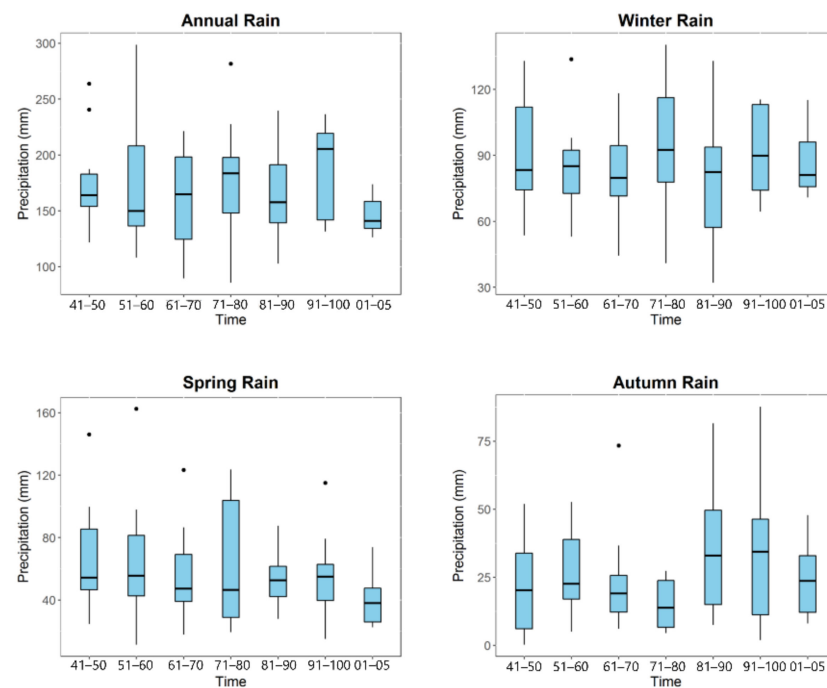 Annual Rain
Precipitation (mm)
300
250
200
150
100
41–50 51–60 61–70 71–80 81–90 91–100 01–05
Time
Winter Rain
Precipitation (mm)
120
90
60
30
41–50 51–60 61–70 71–80 81–90 91–100 01–05
Time
Spring Rain
Precipitation (mm)
160
120
80
40
41–50 51–60 61–70 71–80 81–90 91–100 01–05
Time
Autumn Rain
Precipitation (mm)
75
50
25
0
41–50 51–60 61–70 71–80 81–90 91–100 01–05
Time